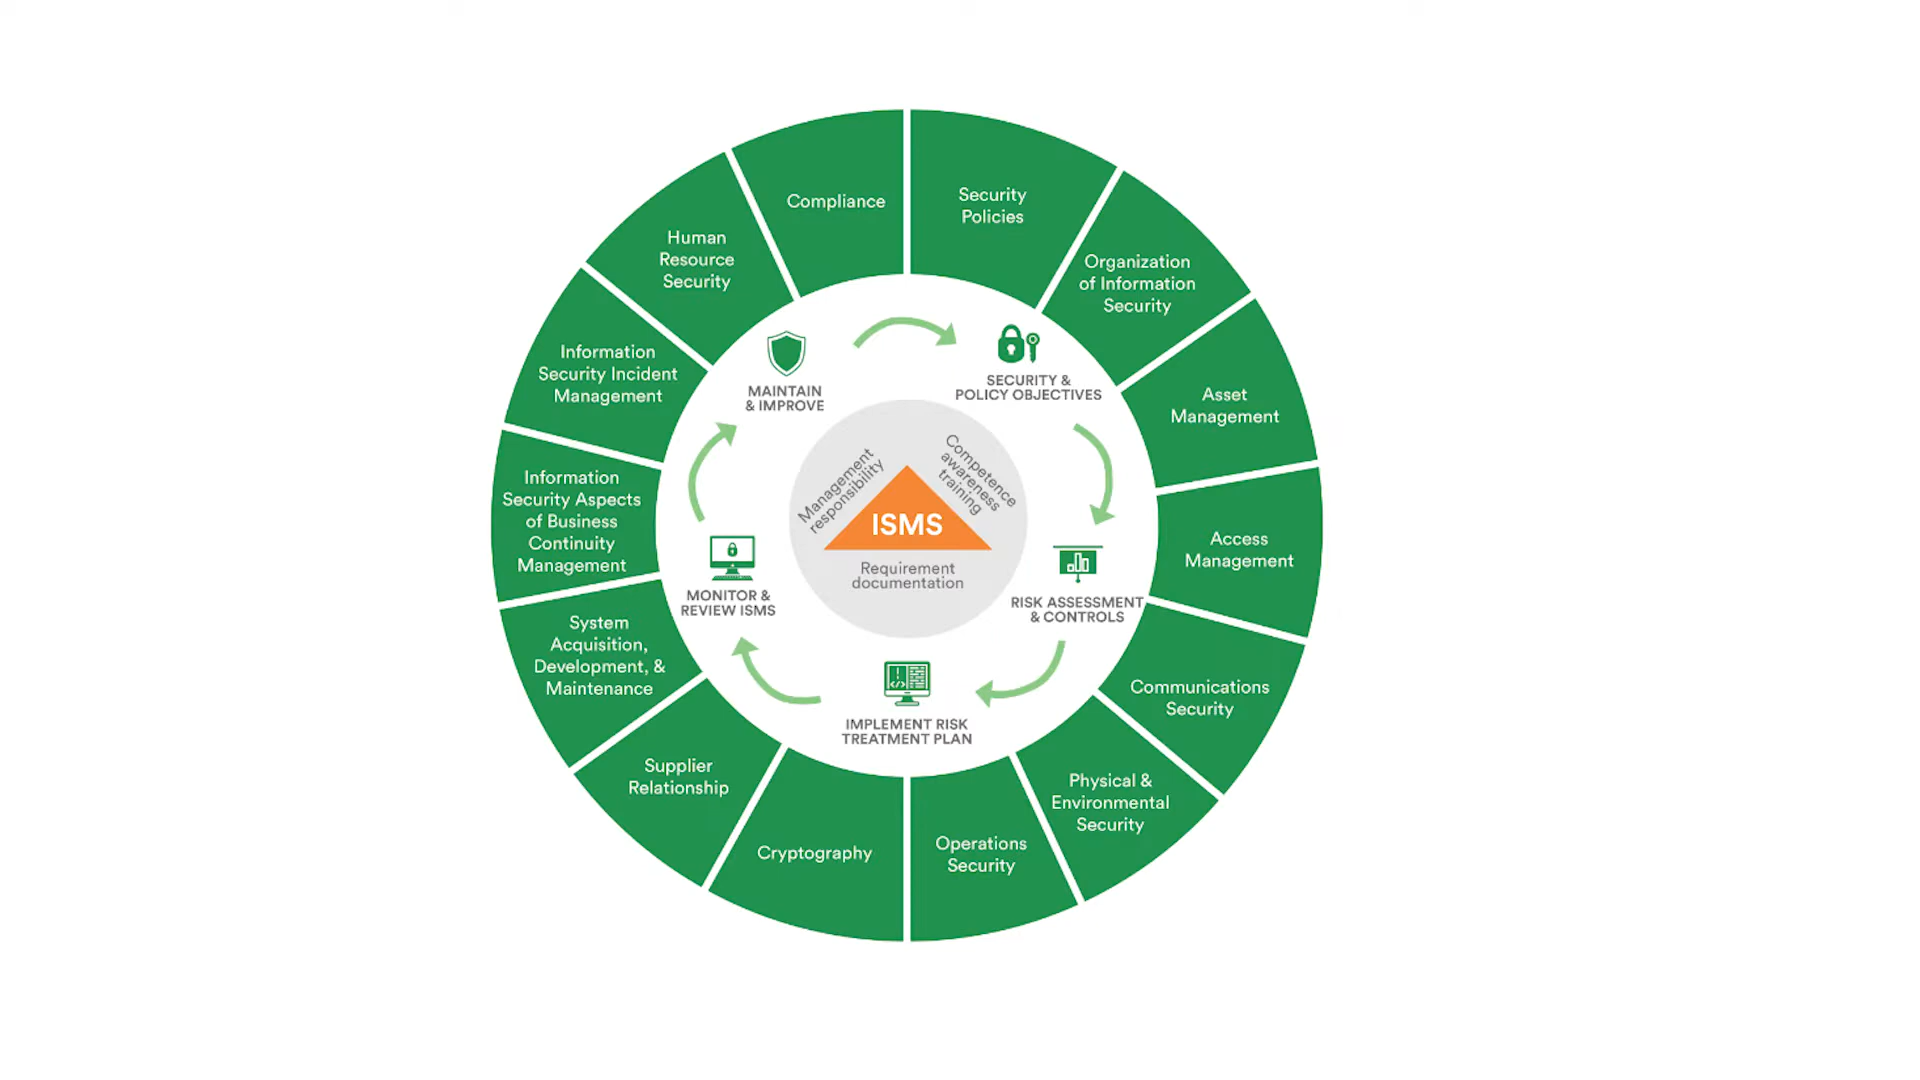 Compliance
Security
Policies
Organization
of Information
Security
Asset
Management
Access
Management
Communications
Security
Physical &
Environmental
Security
Operations
Security
Cryptography
Supplier
Relationship
System
Acquisition,
Development, &
Maintenance
Information
Security Aspects
of Business
Continuity
Management
Information
Security Incident
Management
Human
Resource
Security
MAINTAIN
& IMPROVE
SECURITY &
POLICY OBJECTIVES
RISK ASSESSMENT
& CONTROLS
IMPLEMENT RISK
TREATMENT PLAN
MONITOR &
REVIEW ISMS
Management
responsibility
Competence
awareness
training
ISMS
Requirement
documentation